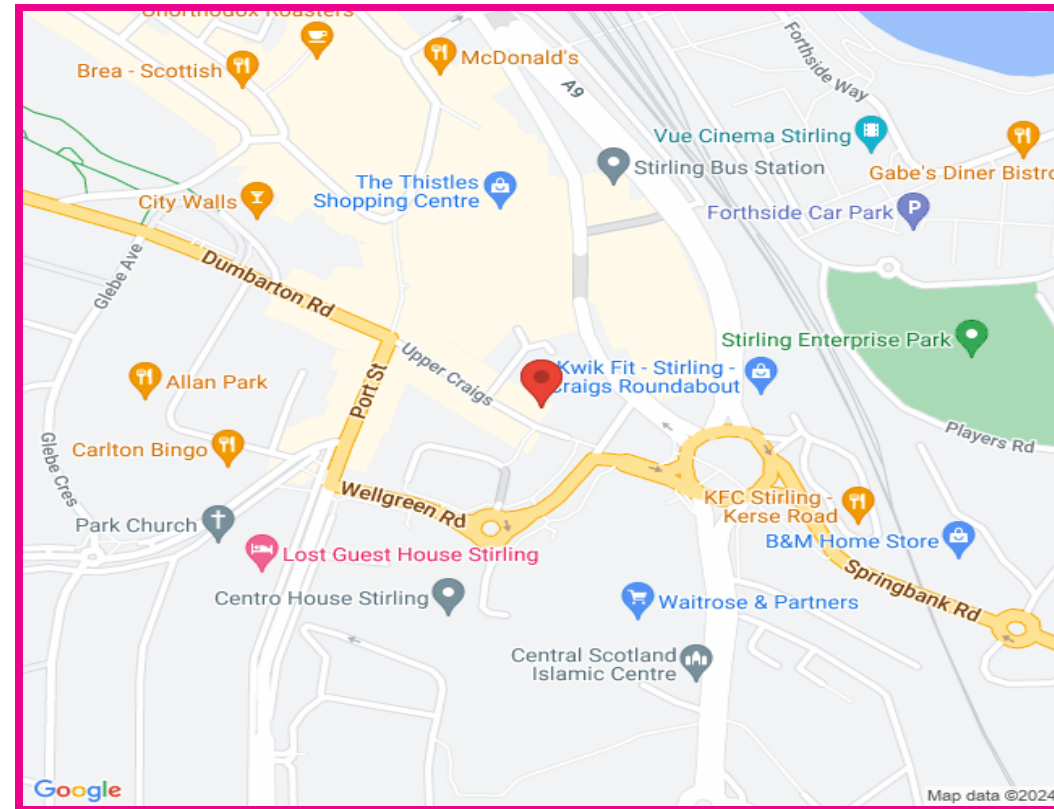 Unorthodox Roasters
McDonald's
Brea - Scottish
A9
Forthside Way
Vue Cinema Stirling
Stirling Bus Station
Gabe's Diner Bistro
The Thistles
Shopping Centre
City Walls
Forthside Car Park
P
Glebe Ave
Dumbarton Rd
Upper Craigs
Stirling Enterprise Park
Kwik Fit - Stirling -
Craigs Roundabout
Allan Park
Port St
Players Rd
Carlton Bingo
Glebe Cres
Wellgreen Rd
KFC Stirling -
Kerse Road
Park Church
B&M Home Store
Lost Guest House Stirling
Springbank Rd
Centro House Stirling
Waitrose & Partners
Central Scotland
Islamic Centre
Google
Map data ©2024